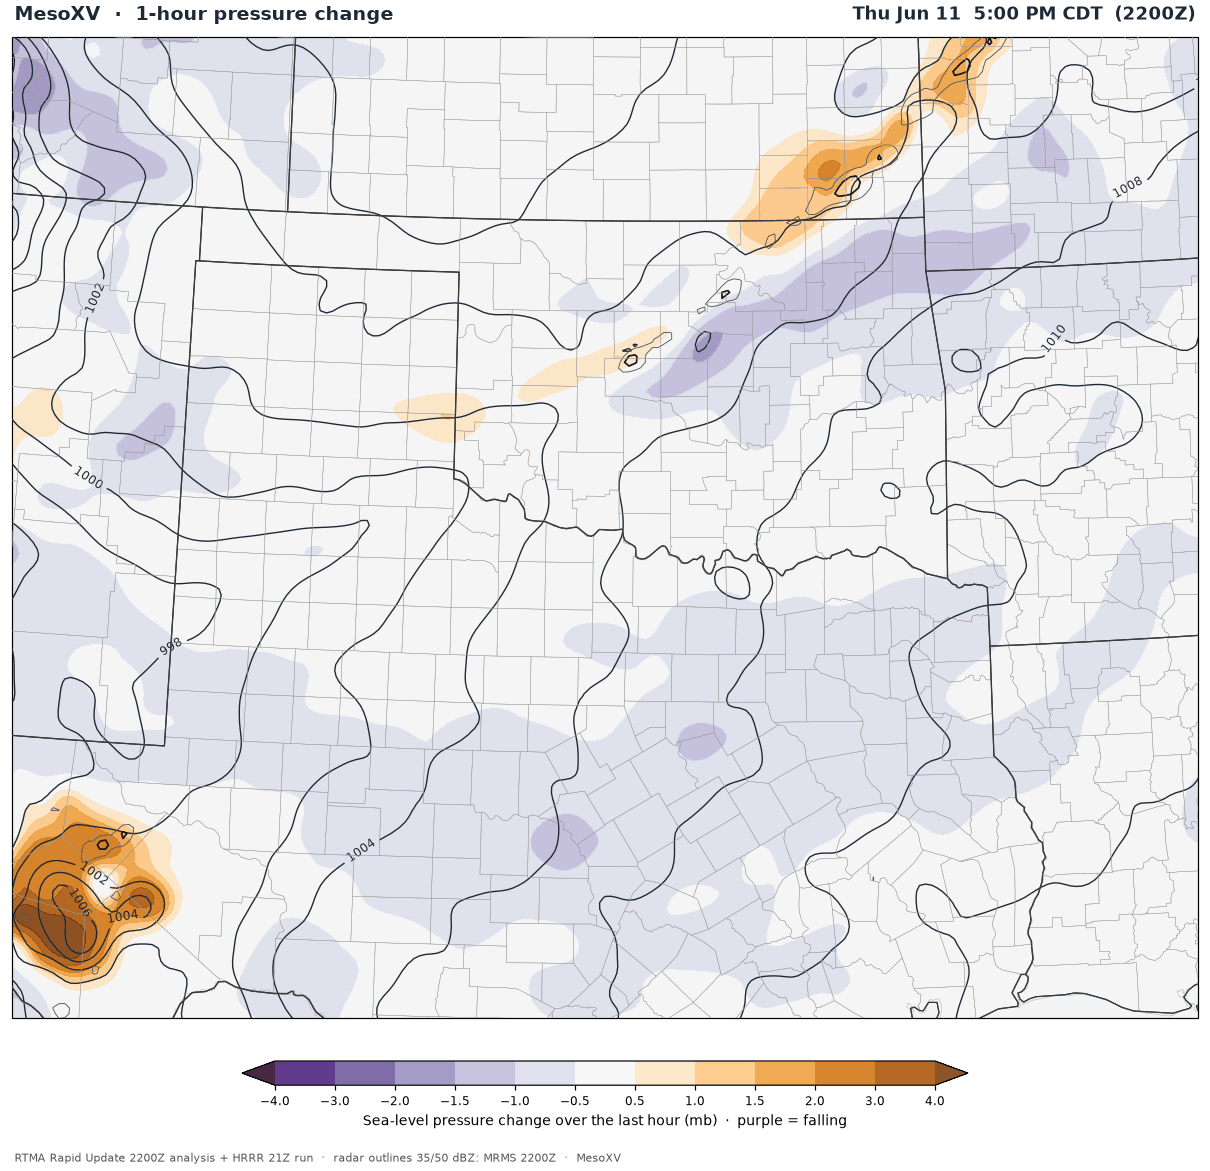 MesoXV · 1-hour pressure change
Thu Jun 11 5:00 PM CDT (2200Z)
1008
1002
1010
1000
998
1004
1002
1006
1004
−4.0 −3.0 −2.0 −1.5 −1.0 −0.5 0.5 1.0 1.5 2.0 3.0 4.0
Sea-level pressure change over the last hour (mb) · purple = falling
RTMA Rapid Update 2200Z analysis + HRRR 21Z run · radar outlines 35/50 dBZ: MRMS 2200Z · MesoXV